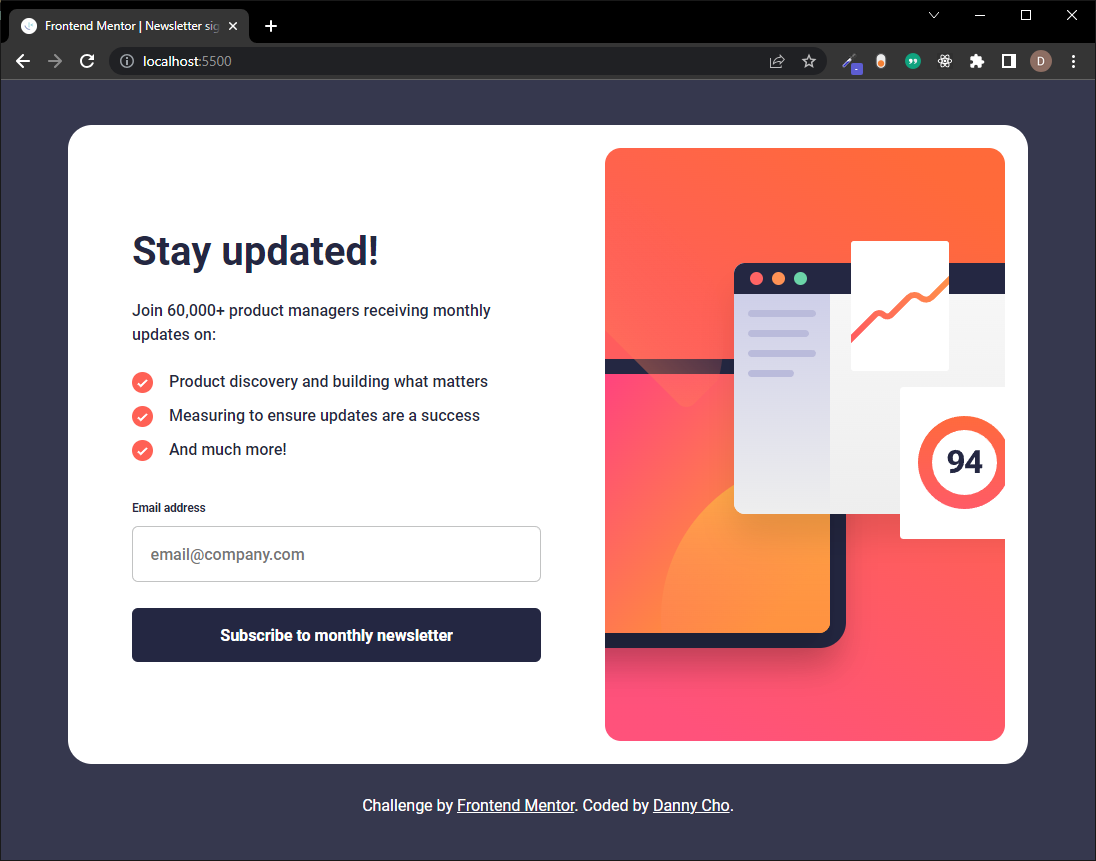 Frontend Mentor | Newsletter sig
localhost:5500
D
Stay updated!
Join 60,000+ product managers receiving monthly
updates on:
Product discovery and building what matters
Measuring to ensure updates are a success
And much more!
Email address
email@company.com
Subscribe to monthly newsletter
94
Challenge by Frontend Mentor. Coded by Danny Cho.